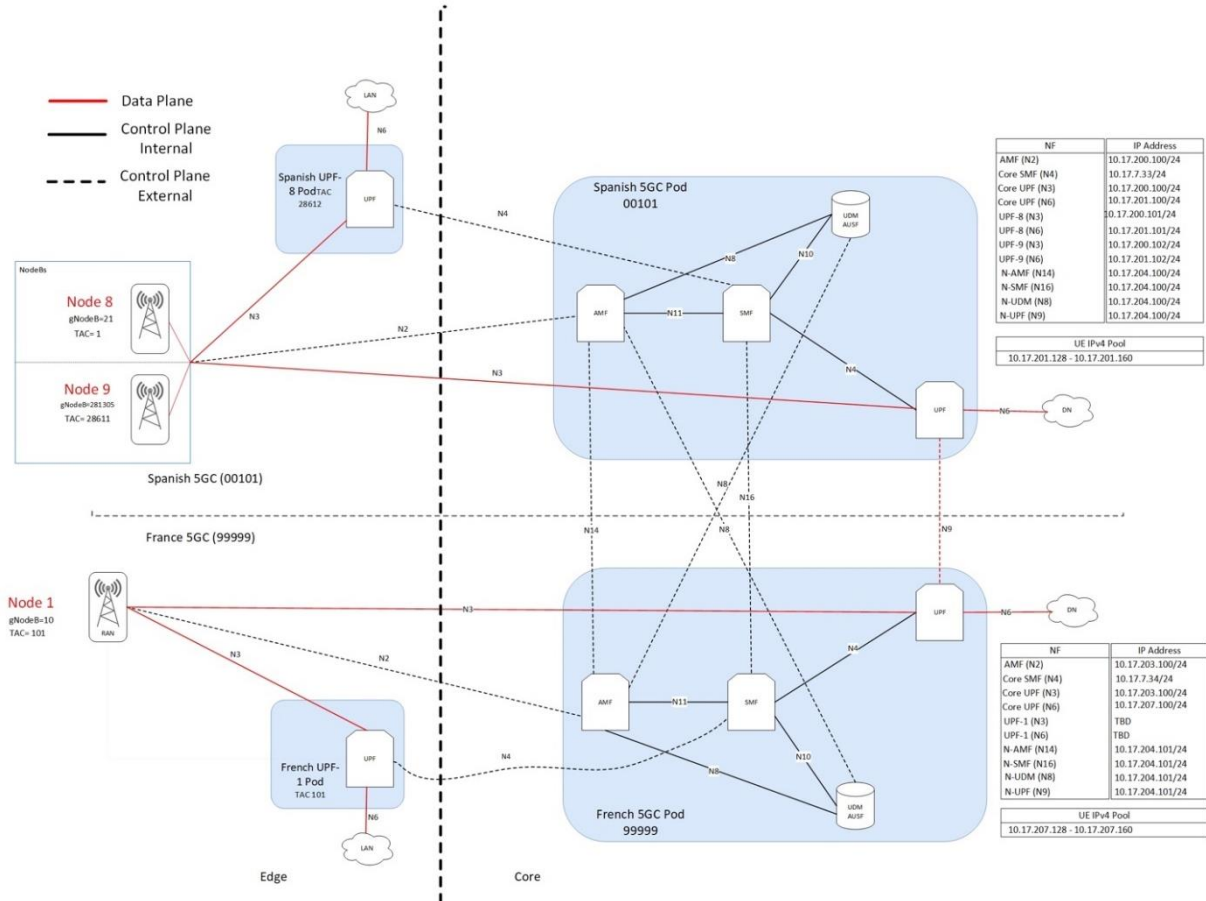 Data Plane
Control Plane
Internal
Control Plane
External
LAN
N6
Spanish UPF-
8 Pod TAC
28612
UPF
N4
Spanish 5GC Pod
00101
UDM
AUSF
N8
N10
AMF
N11
SMF
N4
UPF
N6
DN
NodeBs
Node 8
gNodeB=21
TAC= 1
Node 9
gNodeB=281305
TAC= 28611
N3
N2
N3
Spanish 5GC (00101)
NF IP Address
AMF (N2) 10.17.200.100/24
Core SMF (N4) 10.17.7.33/24
Core UPF (N3) 10.17.200.100/24
Core UPF (N6) 10.17.201.100/24
UPF-8 (N3) 10.17.200.101/24
UPF-8 (N6) 10.17.201.101/24
UPF-9 (N3) 10.17.200.102/24
UPF-9 (N6) 10.17.201.102/24
N-AMF (N14) 10.17.204.100/24
N-SMF (N16) 10.17.204.100/24
N-UDM (N8) 10.17.204.100/24
N-UPF (N9) 10.17.204.100/24
UE IPv4 Pool
10.17.201.128 - 10.17.201.160
N8
N16
N14
N8
N9
France 5GC (99999)
Node 1
gNodeB=10
TAC= 101
RAN
N3
N3
N2
UPF
N6
DN
N4
AMF
N11
SMF
N8
N10
UDM
AUSF
French 5GC Pod
99999
French UPF-
1 Pod
TAC 101
UPF
N4
N6
LAN
NF IP Address
AMF (N2) 10.17.203.100/24
Core SMF (N4) 10.17.7.34/24
Core UPF (N3) 10.17.203.100/24
Core UPF (N6) 10.17.207.100/24
UPF-1 (N3) TBD
UPF-1 (N6) TBD
N-AMF (N14) 10.17.204.101/24
N-SMF (N16) 10.17.204.101/24
N-UDM (N8) 10.17.204.101/24
N-UPF (N9) 10.17.204.101/24
UE IPv4 Pool
10.17.207.128 - 10.17.207.160
Edge
Core